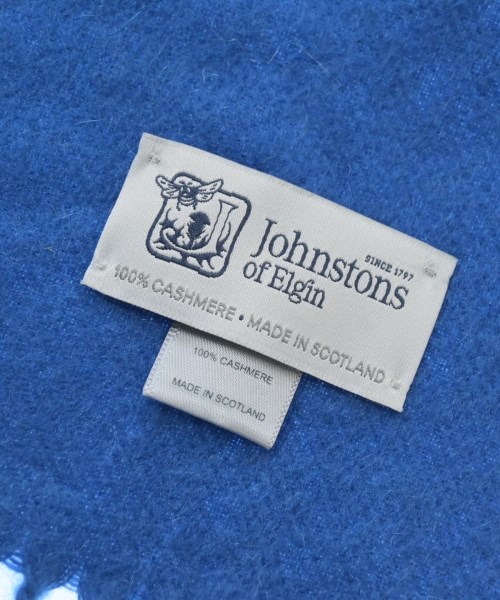 SINCE 1797
Johnstons
of Elgin
100% CASHMERE • MADE IN SCOTLAND
100% CASHMERE
MADE IN SCOTLAND